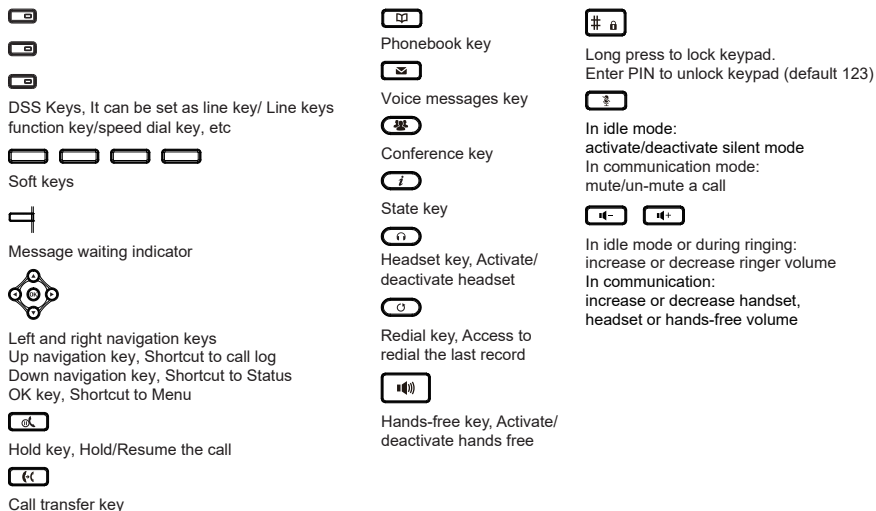 DSS Keys, It can be set as line key/ Line keys
function key/speed dial key, etc
Soft keys
Message waiting indicator
OK
Left and right navigation keys
Up navigation key, Shortcut to call log
Down navigation key, Shortcut to Status
OK key, Shortcut to Menu
Hold key, Hold/Resume the call
Call transfer key
Phonebook key
Voice messages key
Conference key
i
State key
Headset key, Activate/
deactivate headset
Redial key, Access to
redial the last record
Hands-free key, Activate/
deactivate hands free
#
Long press to lock keypad.
Enter PIN to unlock keypad (default 123)
In idle mode:
activate/deactivate silent mode
In communication mode:
mute/un-mute a call
- +
In idle mode or during ringing:
increase or decrease ringer volume
In communication:
increase or decrease handset,
headset or hands-free volume